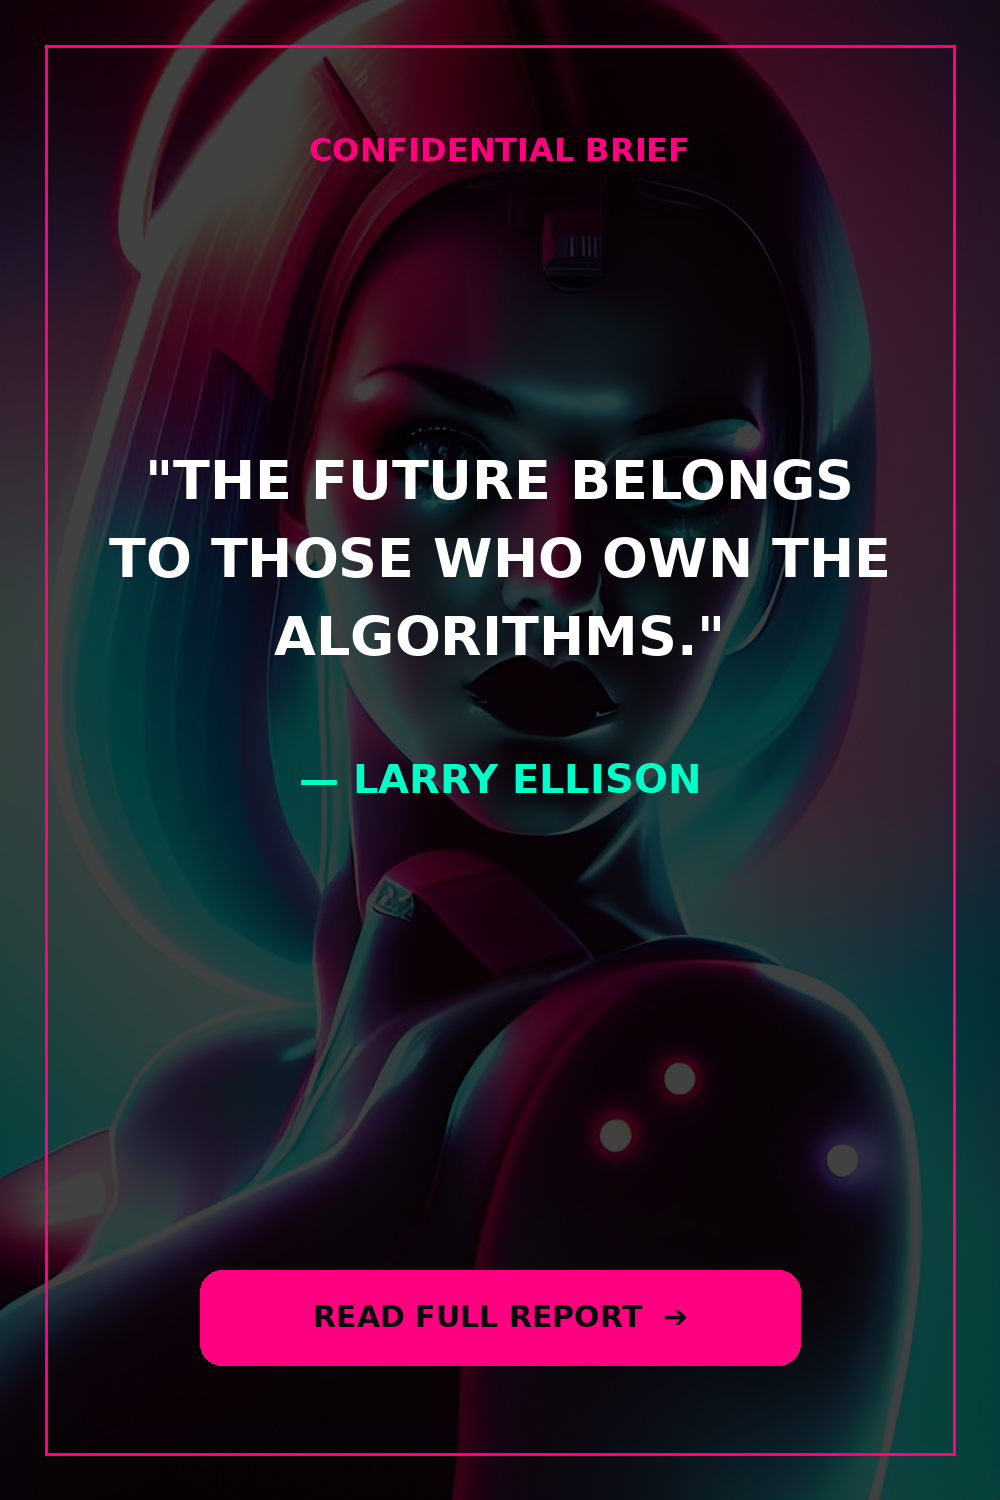 CONFIDENTIAL BRIEF
"THE FUTURE BELONGS
TO THOSE WHO OWN THE
ALGORITHMS."
— LARRY ELLISON
READ FULL REPORT ➔